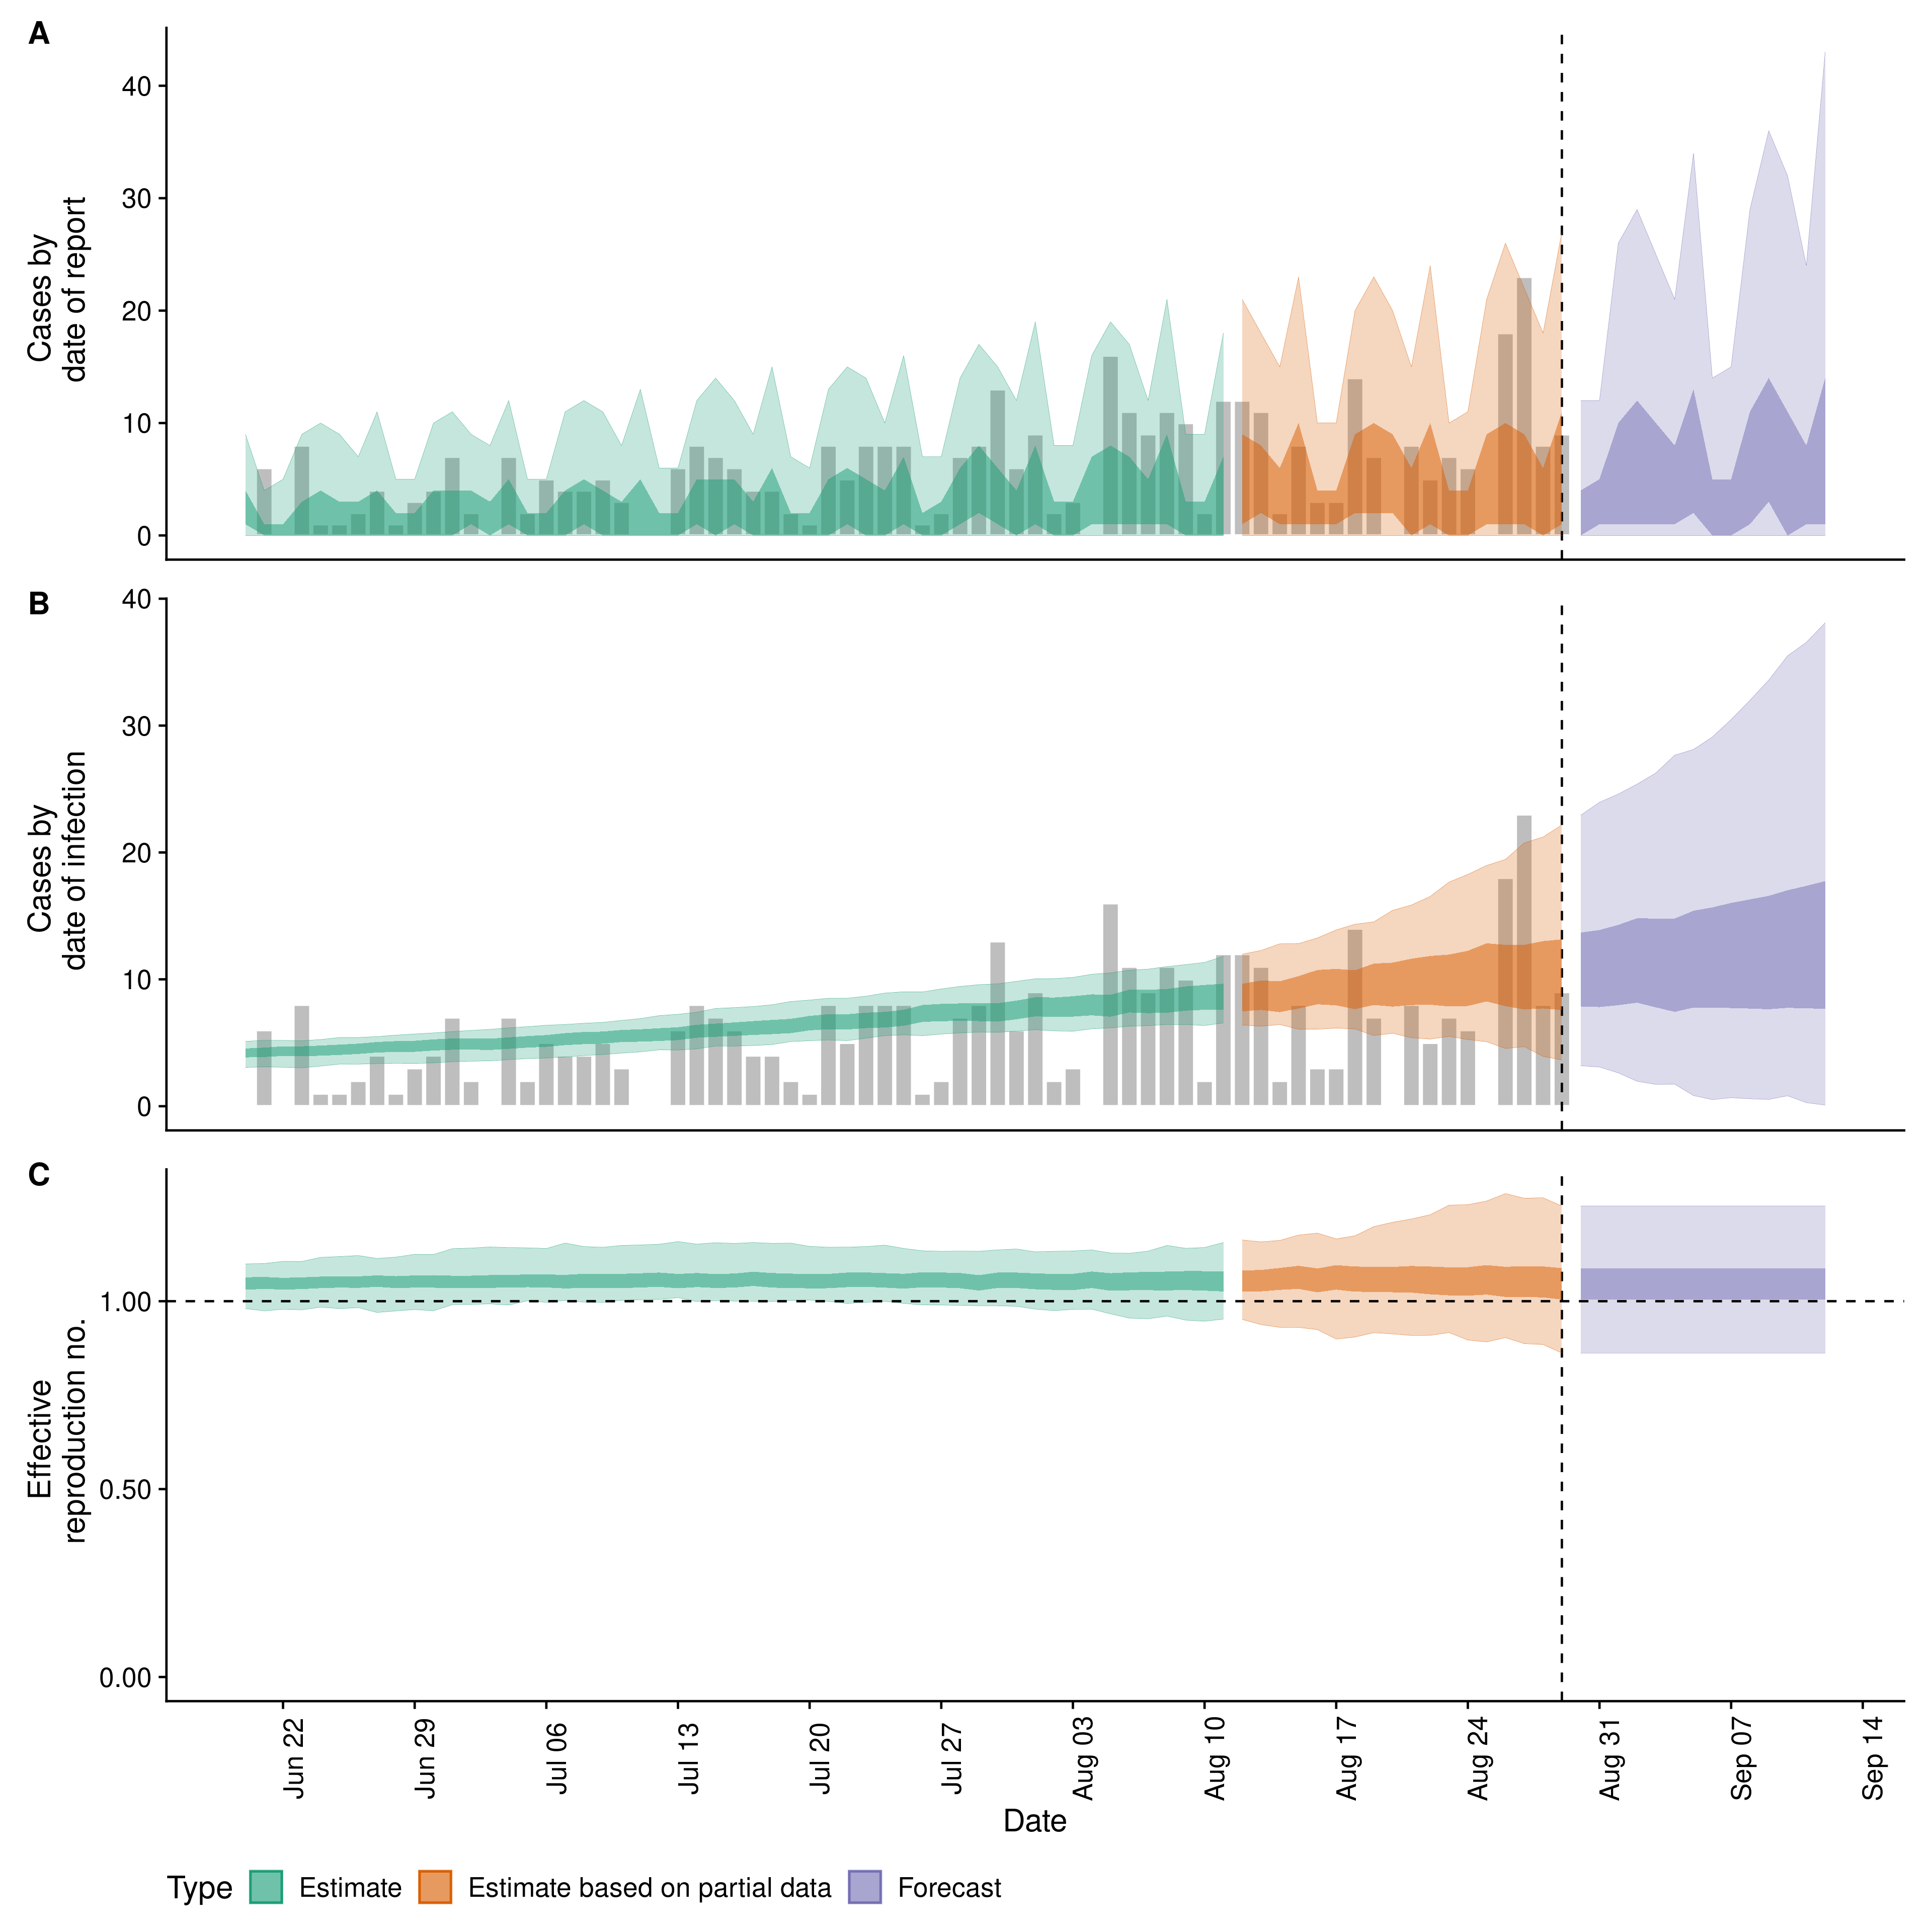 A
Cases by
date of report
40
30
20
10
0
B
Cases by
date of infection
40
30
20
10
0
C
Effective
reproduction no.
1.00
0.50
0.00
Jun 22
Jun 29
Jul 06
Jul 13
Jul 20
Jul 27
Aug 03
Aug 10
Aug 17
Aug 24
Aug 31
Sep 07
Sep 14
Date
Type Estimate Estimate based on partial data Forecast